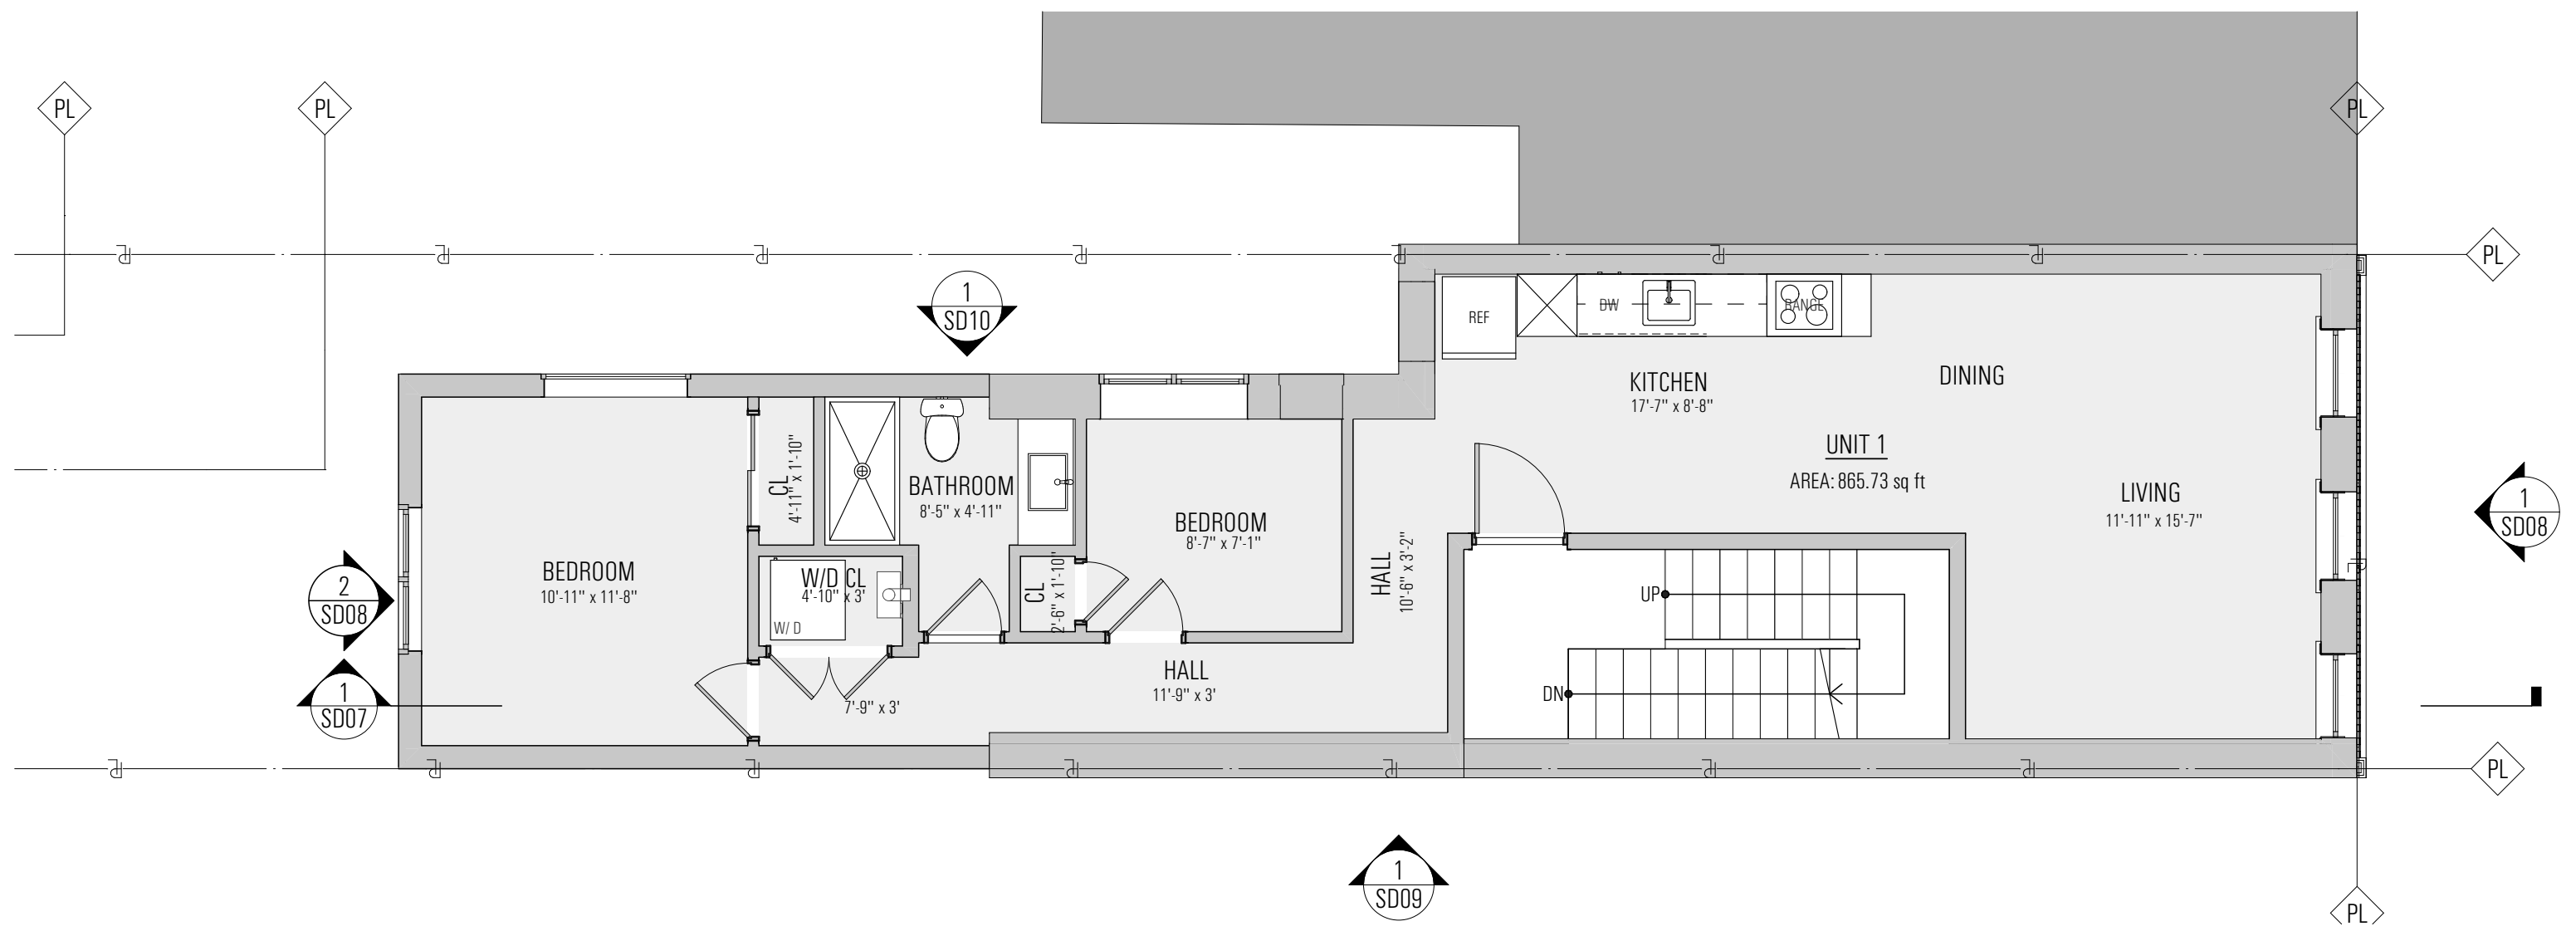 PL
PL
PL
PL
1
SD10
REF
DW
RANGE
KITCHEN
17'-7" x 8'-8"
DINING
UNIT 1
AREA: 865.73 sq ft
LIVING
11'-11" x 15'-7"
1
SD08
CL
4'-11" x 1'-10"
BATHROOM
8'-5" x 4'-11"
BEDROOM
8'-7" x 7'-1"
HALL
10'-6" x 3'-2"
BEDROOM
10'-11" x 11'-8"
W/D CL
4'-10" x 3'
W/ D
CL
2'-6" x 1'-10"
UP
DN
2
SD08
1
SD07
HALL
11'-9" x 3'
7'-9" x 3'
PL
1
SD09
PL